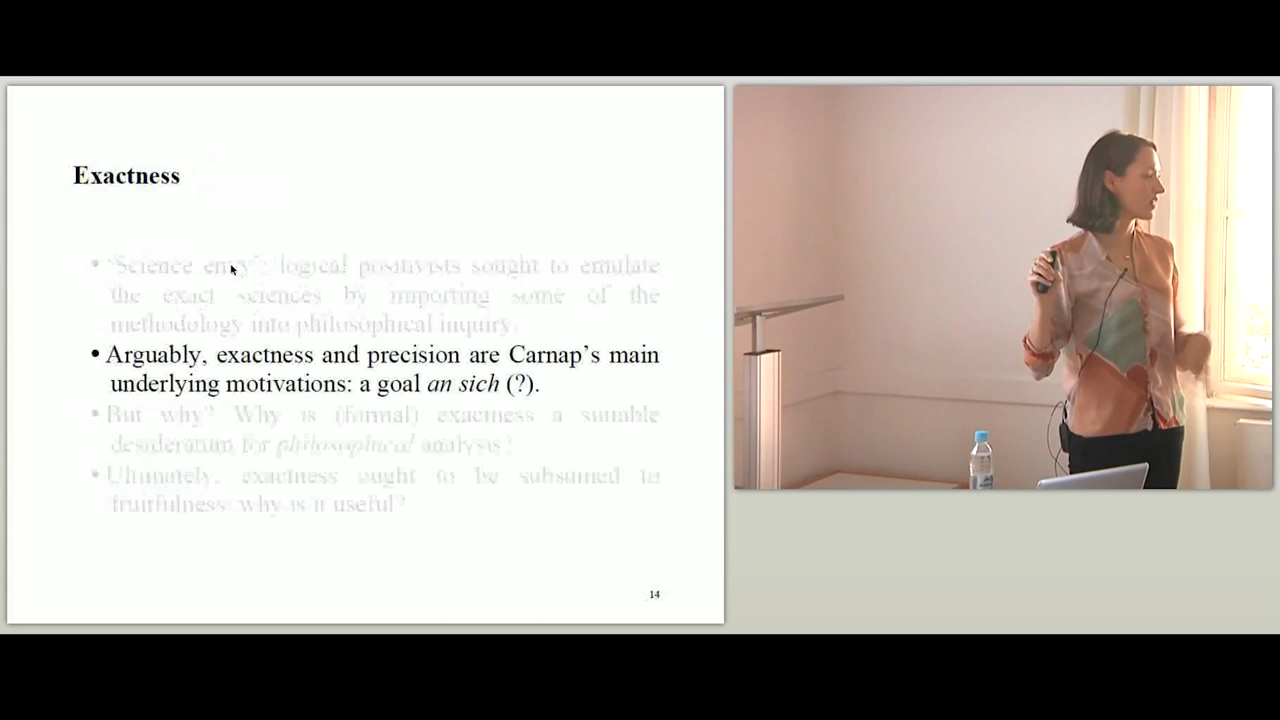 Exactness
• 'Science envy': logical positivists sought to emulate
the exact sciences by importing some of the
methodology into philosophical inquiry.
• Arguably, exactness and precision are Carnap's main
underlying motivations: a goal an sich (?).
• But why? Why is (formal) exactness a suitable
desideratum for philosophical analysis?
• Ultimately, exactness ought to be subsumed to
fruitfulness: why is it useful?
14